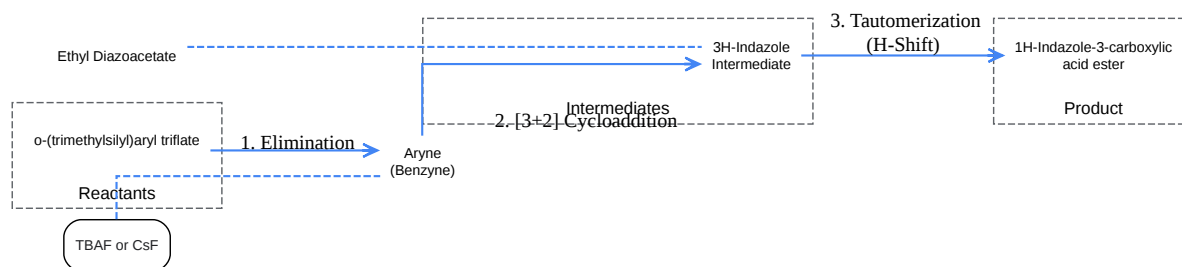 3. Tautomerization
(H-Shift)
Ethyl Diazoacetate
3H-Indazole
Intermediate
1H-Indazole-3-carboxylic
acid ester
Intermediates
Product
2. [3+2] Cycloaddition
o-(trimethylsilyl)aryl triflate
1. Elimination
Aryne
(Benzyne)
Reactants
TBAF or CsF